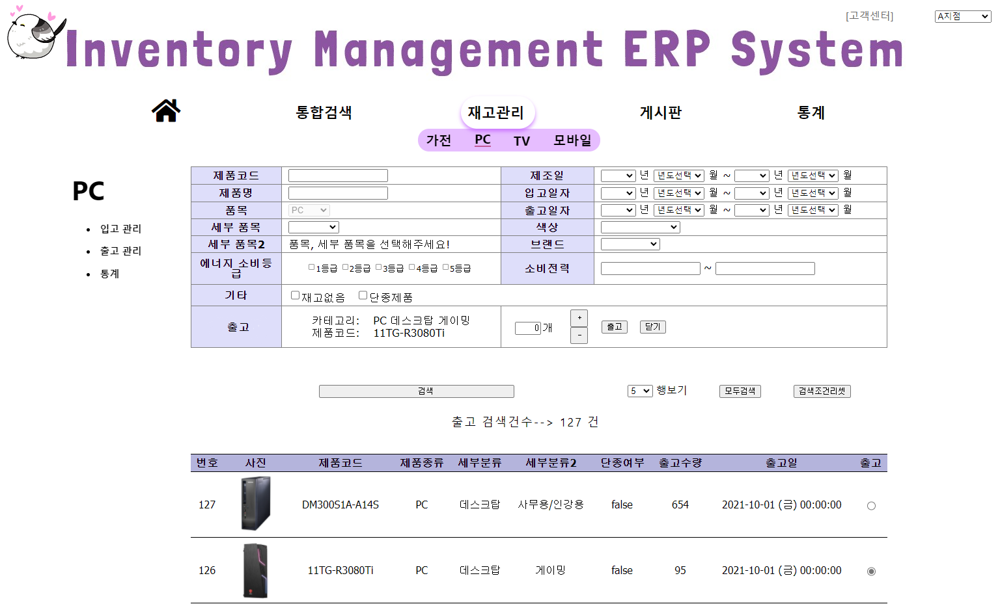 [고객센터] A지점
Inventory Management ERP System
통합검색 재고관리 게시판 통계
가전 PC TV 모바일
PC
입고 관리
출고 관리
통계
제품코드 제조일 년 년도선택 월 ~ 년 년도선택 월
제품명 입고일자 년 년도선택 월 ~ 년 년도선택 월
품목 PC 출고일자 년 년도선택 월 ~ 년 년도선택 월
세부 품목 색상
세부 품목2 품목, 세부 품목을 선택해주세요! 브랜드
에너지 소비등
급 1등급 2등급 3등급 4등급 5등급 소비전력 ~
기타 재고없음 단종제품
출고 카테고리: PC 데스크탑 게이밍
제품코드: 11TG-R3080Ti
0 개 + - 출고 닫기
검색 5 행보기 모두검색 검색조건리셋
출고 검색건수--> 127 건
번호 사진 제품코드 제품종류 세부분류 세부분류2 단종여부 출고수량 출고일 출고
127 DM300S1A-A14S PC 데스크탑 사무용/인강용 false 654 2021-10-01 (금) 00:00:00
126 11TG-R3080Ti PC 데스크탑 게이밍 false 95 2021-10-01 (금) 00:00:00